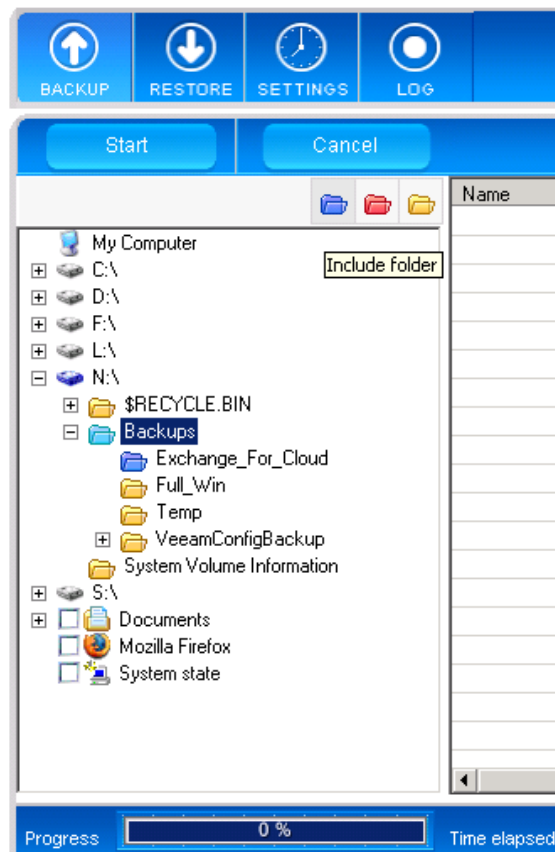 BACKUP RESTORE SETTINGS LOG
Start Cancel
Name
Include folder
My Computer
C:\
D:\
F:\
L:\
N:\
$RECYCLE.BIN
Backups
Exchange_For_Cloud
Full_Win
Temp
VeeamConfigBackup
System Volume Information
S:\
Documents
Mozilla Firefox
System state
Progress 0 % Time elapsed